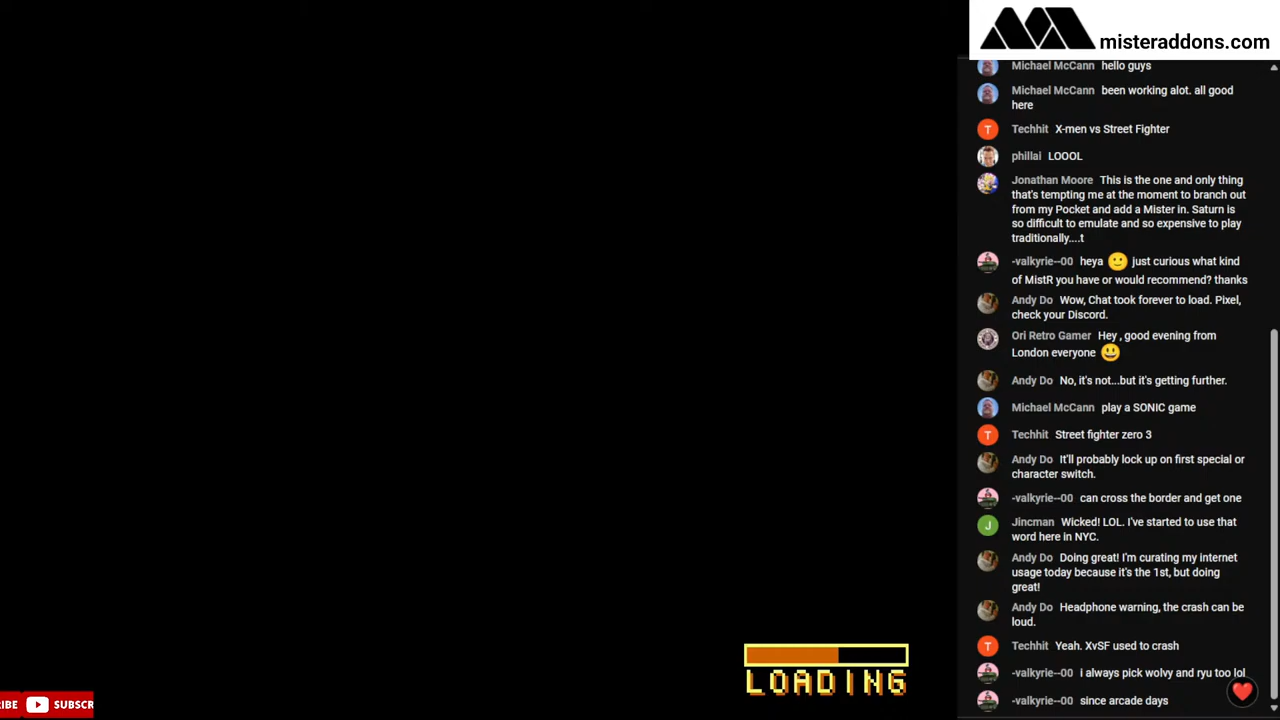 misteraddons.com
Michael McCann hello guys
Michael McCann been working alot. all good
here
T Techhit X-men vs Street Fighter
phillai LOOOL
Jonathan Moore This is the one and only thing
that's tempting me at the moment to branch out
from my Pocket and add a Mister in. Saturn is
so difficult to emulate and so expensive to play
traditionally....t
-valkyrie--00 heya 🙂 just curious what kind
of MistR you have or would recommend? thanks
Andy Do Wow, Chat took forever to load. Pixel,
check your Discord.
Ori Retro Gamer Hey , good evening from
London everyone 😃
Andy Do No, it's not...but it's getting further.
Michael McCann play a SONIC game
T Techhit Street fighter zero 3
Andy Do It'll probably lock up on first special or
character switch.
-valkyrie--00 can cross the border and get one
J Jincman Wicked! LOL. I've started to use that
word here in NYC.
Andy Do Doing great! I'm curating my internet
usage today because it's the 1st, but doing
great!
Andy Do Headphone warning, the crash can be
loud.
T Techhit Yeah. XvSF used to crash
-valkyrie--00 i always pick wolvy and ryu too lol
-valkyrie--00 since arcade days
LOADING
IBE SUBSCR